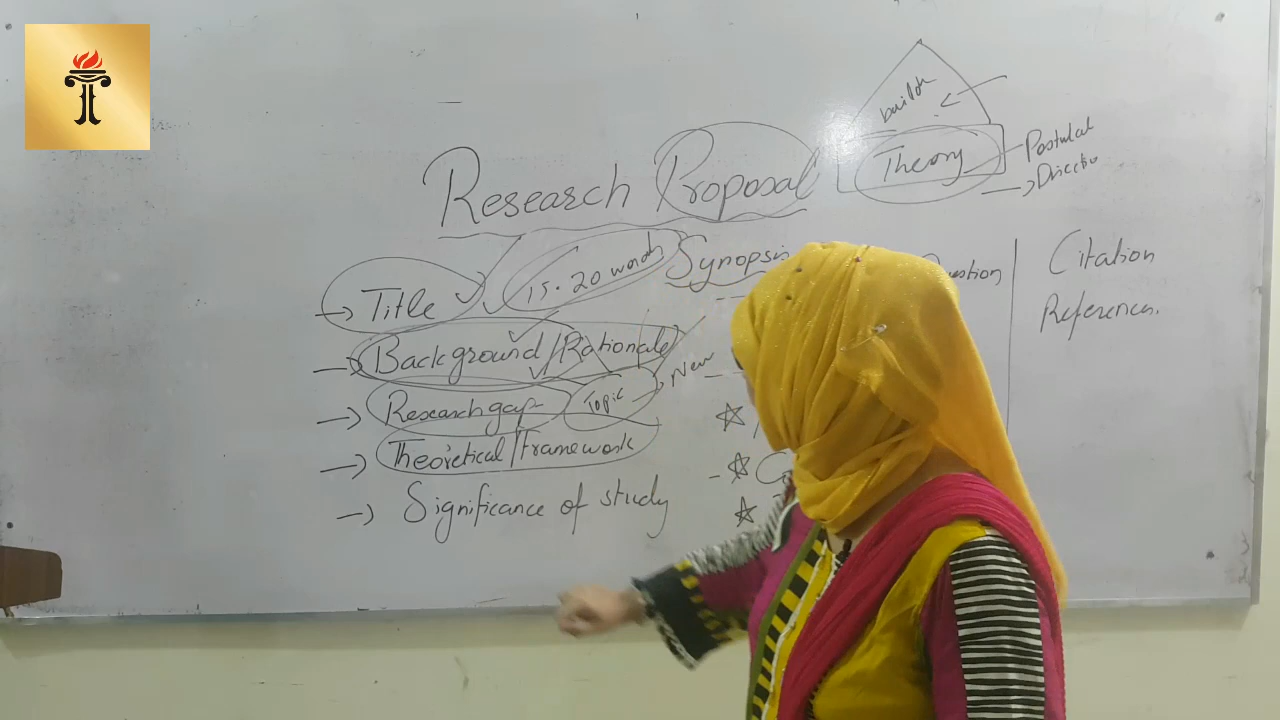 builds
Theory
Postulat
Directio
Research Proposal
15-20 words
Synopsis
→ Title
→ Background/Rationale
→ Research gap
Topic
New
→ Theoretical/Framework
→ Significance of study
Citation
References.